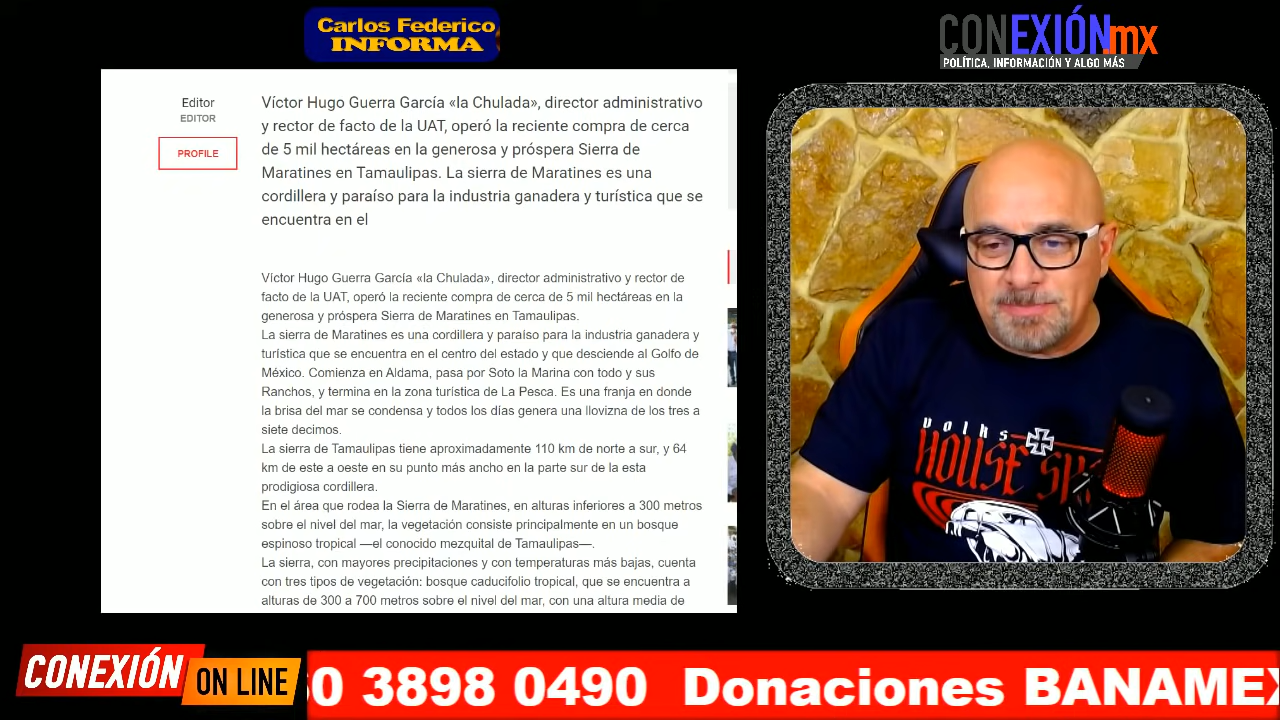 Carlos Federico
INFORMA
CONEXIÓNmx
POLÍTICA, INFORMACIÓN Y ALGO MÁS
Editor
EDITOR
PROFILE
Víctor Hugo Guerra García «la Chulada», director administrativo
y rector de facto de la UAT, operó la reciente compra de cerca
de 5 mil hectáreas en la generosa y próspera Sierra de
Maratines en Tamaulipas. La sierra de Maratines es una
cordillera y paraíso para la industria ganadera y turística que se
encuentra en el
Víctor Hugo Guerra García «la Chulada», director administrativo y rector de
facto de la UAT, operó la reciente compra de cerca de 5 mil hectáreas en la
generosa y próspera Sierra de Maratines en Tamaulipas.
La sierra de Maratines es una cordillera y paraíso para la industria ganadera y
turística que se encuentra en el centro del estado y que desciende al Golfo de
México. Comienza en Aldama, pasa por Soto la Marina con todo y sus
Ranchos, y termina en la zona turística de La Pesca. Es una franja en donde
la brisa del mar se condensa y todos los días genera una llovizna de los tres a
siete decimos.
La sierra de Tamaulipas tiene aproximadamente 110 km de norte a sur, y 64
km de este a oeste en su punto más ancho en la parte sur de la esta
prodigiosa cordillera.
En el área que rodea la Sierra de Maratines, en alturas inferiores a 300 metros
sobre el nivel del mar, la vegetación consiste principalmente en un bosque
espinoso tropical —el conocido mezquital de Tamaulipas—.
La sierra, con mayores precipitaciones y con temperaturas más bajas, cuenta
con tres tipos de vegetación: bosque caducifolio tropical, que se encuentra a
alturas de 300 a 700 metros sobre el nivel del mar, con una altura media de
volks
HOUSE
CONEXIÓN
ON LINE
60 3898 0490 Donaciones BANAMEX